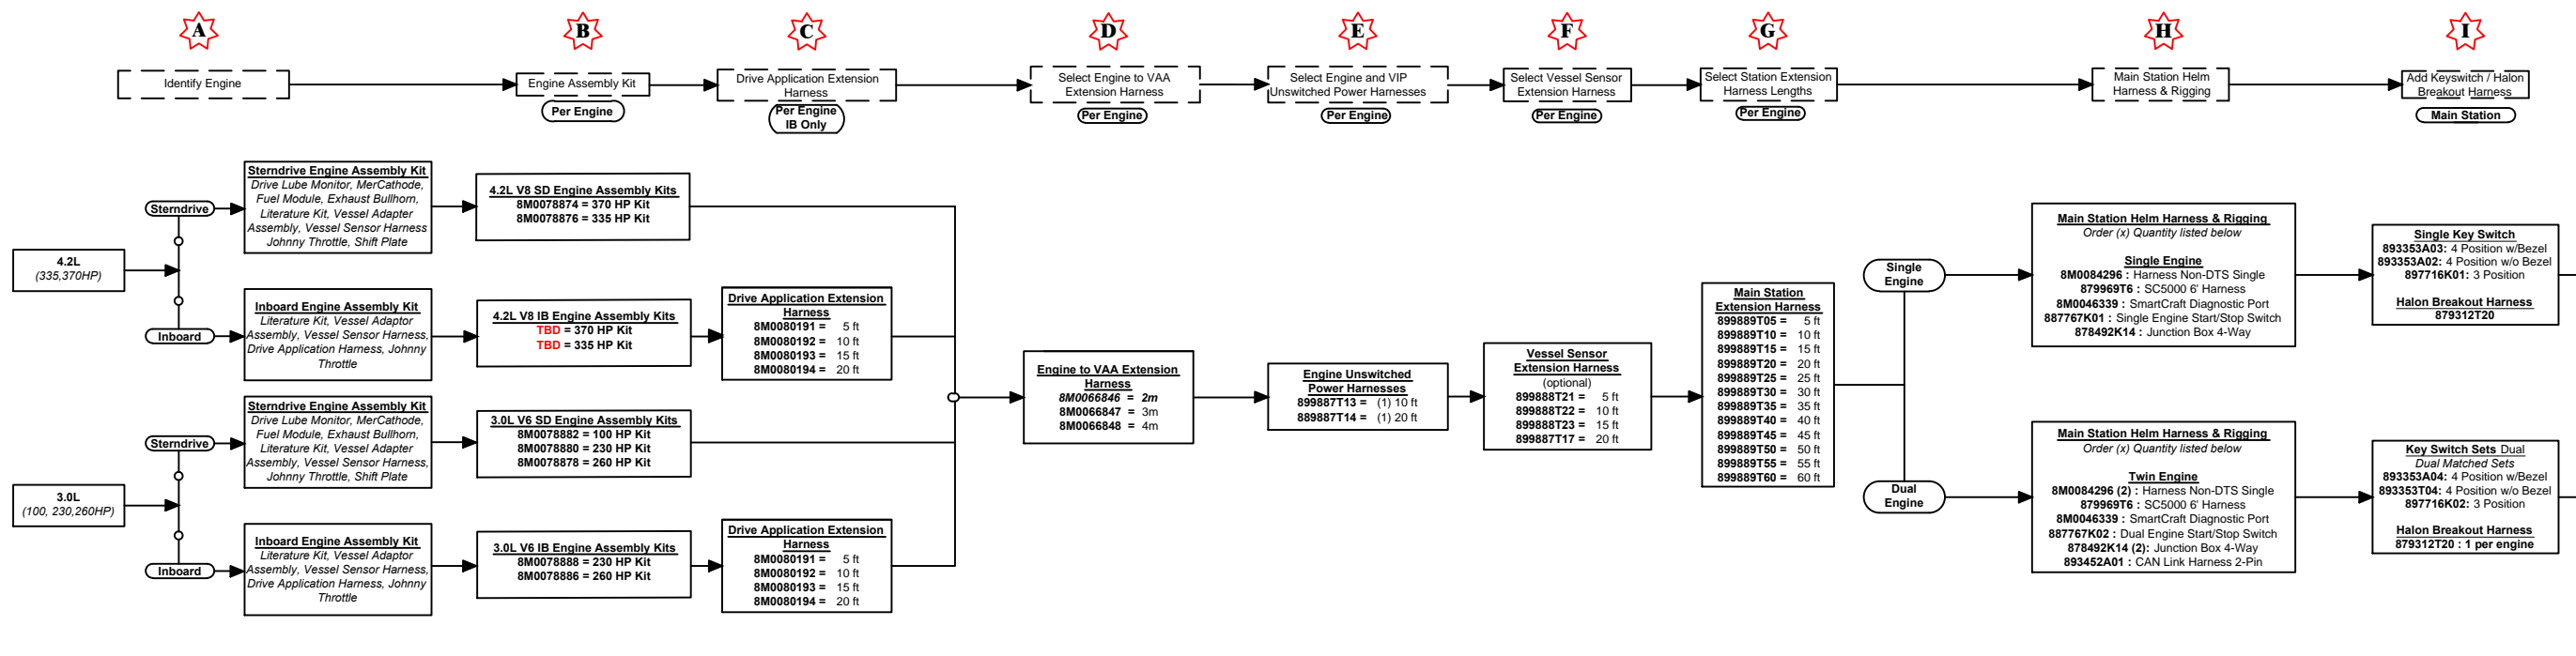 A
B
C
D
E
F
G
H
I
Identify Engine
Engine Assembly Kit
Per Engine
Drive Application Extension
Harness
Per Engine
IB Only
Select Engine to VAA
Extension Harness
Per Engine
Select Engine and VIP
Unswitched Power Harnesses
Per Engine
Select Vessel Sensor
Extension Harness
Per Engine
Select Station Extension
Harness Lengths
Per Engine
Main Station Helm
Harness & Rigging
Add Keyswitch / Halon
Breakout Harness
Main Station
4.2L
(335,370HP)
Sterndrive
Inboard
Sterndrive Engine Assembly Kit
Drive Lube Monitor, MerCathode,
Fuel Module, Exhaust Bullhorn,
Literature Kit, Vessel Adapter
Assembly, Vessel Sensor Harness
Johnny Throttle, Shift Plate
4.2L V8 SD Engine Assembly Kits
8M0078874 = 370 HP Kit
8M0078876 = 335 HP Kit
Inboard Engine Assembly Kit
Literature Kit, Vessel Adaptor
Assembly, Vessel Sensor Harness,
Drive Application Harness, Johnny
Throttle
4.2L V8 IB Engine Assembly Kits
TBD = 370 HP Kit
TBD = 335 HP Kit
Drive Application Extension
Harness
8M0080191 = 5 ft
8M0080192 = 10 ft
8M0080193 = 15 ft
8M0080194 = 20 ft
3.0L
(100, 230,260HP)
Sterndrive
Inboard
Sterndrive Engine Assembly Kit
Drive Lube Monitor, MerCathode,
Fuel Module, Exhaust Bullhorn,
Literature Kit, Vessel Adapter
Assembly, Vessel Sensor Harness,
Johnny Throttle, Shift Plate
3.0L V6 SD Engine Assembly Kits
8M0078882 = 100 HP Kit
8M0078880 = 230 HP Kit
8M0078878 = 260 HP Kit
Inboard Engine Assembly Kit
Literature Kit, Vessel Adaptor
Assembly, Vessel Sensor Harness,
Drive Application Harness, Johnny
Throttle
3.0L V6 IB Engine Assembly Kits
8M0078888 = 230 HP Kit
8M0078886 = 260 HP Kit
Drive Application Extension
Harness
8M0080191 = 5 ft
8M0080192 = 10 ft
8M0080193 = 15 ft
8M0080194 = 20 ft
Engine to VAA Extension
Harness
8M0066846 = 2m
8M0066847 = 3m
8M0066848 = 4m
Engine Unswitched
Power Harnesses
899887T13 = (1) 10 ft
889887T14 = (1) 20 ft
Vessel Sensor
Extension Harness
(optional)
899888T21 = 5 ft
899888T22 = 10 ft
899888T23 = 15 ft
899887T17 = 20 ft
Main Station
Extension Harness
899889T05 = 5 ft
899889T10 = 10 ft
899889T15 = 15 ft
899889T20 = 20 ft
899889T25 = 25 ft
899889T30 = 30 ft
899889T35 = 35 ft
899889T40 = 40 ft
899889T45 = 45 ft
899889T50 = 50 ft
899889T55 = 55 ft
899889T60 = 60 ft
Single
Engine
Dual
Engine
Main Station Helm Harness & Rigging
Order (x) Quantity listed below
Single Engine
8M0084296 : Harness Non-DTS Single
879969T6 : SC5000 6' Harness
8M0046339 : SmartCraft Diagnostic Port
887767K01 : Single Engine Start/Stop Switch
878492K14 : Junction Box 4-Way
Single Key Switch
893353A03: 4 Position w/Bezel
893353A02: 4 Position w/o Bezel
897716K01: 3 Position
Halon Breakout Harness
879312T20
Main Station Helm Harness & Rigging
Order (x) Quantity listed below
Twin Engine
8M0084296 (2) : Harness Non-DTS Single
879969T6 : SC5000 6' Harness
8M0046339 : SmartCraft Diagnostic Port
887767K02 : Dual Engine Start/Stop Switch
878492K14 (2): Junction Box 4-Way
893452A01 : CAN Link Harness 2-Pin
Key Switch Sets Dual
Dual Matched Sets
893353A04: 4 Position w/Bezel
893353T04: 4 Position w/o Bezel
897716K02: 3 Position
Halon Breakout Harness
879312T20 : 1 per engine